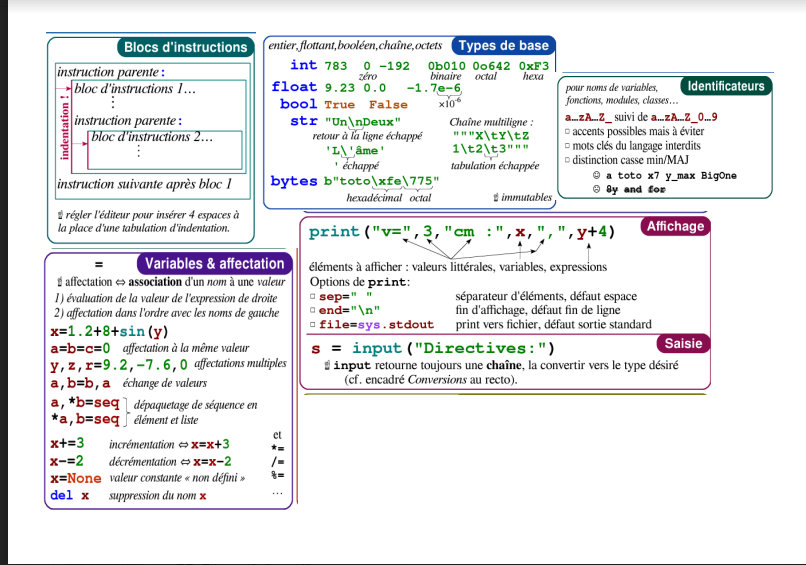 Blocs d'instructions
instruction parente :
bloc d'instructions 1…
⋮
instruction parente :
bloc d'instructions 2…
⋮
instruction suivante après bloc 1
indentation !
☝ régler l'éditeur pour insérer 4 espaces à
la place d'une tabulation d'indentation.
entier, flottant, booléen, chaîne, octets
Types de base
int 783 0 -192 0b010 0o642 0xF3
zéro binaire octal hexa
float 9.23 0.0 -1.7e-6
bool True False ×10⁻⁶
str "Un\nDeux" Chaîne multiligne :
retour à la ligne échappé """X\tY\tZ
'L\'âme' 1\t2\t3"""
' échappé tabulation échappée
bytes b"toto\xfe\775"
hexadécimal octal ☝ immutables
Identificateurs
pour noms de variables,
fonctions, modules, classes…
a…zA…Z_ suivi de a…zA…Z_0…9
□ accents possibles mais à éviter
□ mots clés du langage interdits
□ distinction casse min/MAJ
☺ a toto x7 y_max BigOne
☹ 8y and for
= Variables & affectation
☝ affectation ⇔ association d'un nom à une valeur
1) évaluation de la valeur de l'expression de droite
2) affectation dans l'ordre avec les noms de gauche
x=1.2+8+sin(y)
a=b=c=0 affectation à la même valeur
y,z,r=9.2,-7.6,0 affectations multiples
a,b=b,a échange de valeurs
a,*b=seq dépaquetage de séquence en
*a,b=seq élément et liste
et
x+=3 incrémentation ⇔ x=x+3 *=
x-=2 décrémentation ⇔ x=x-2 /=
x=None valeur constante « non défini » %=
del x suppression du nom x …
Affichage
print("v=",3,"cm :",x,",",y+4)
éléments à afficher : valeurs littérales, variables, expressions
Options de print:
□ sep=" " séparateur d'éléments, défaut espace
□ end="\n" fin d'affichage, défaut fin de ligne
□ file=sys.stdout print vers fichier, défaut sortie standard
Saisie
s = input("Directives:")
☝ input retourne toujours une chaîne, la convertir vers le type désiré
(cf. encadré Conversions au recto).